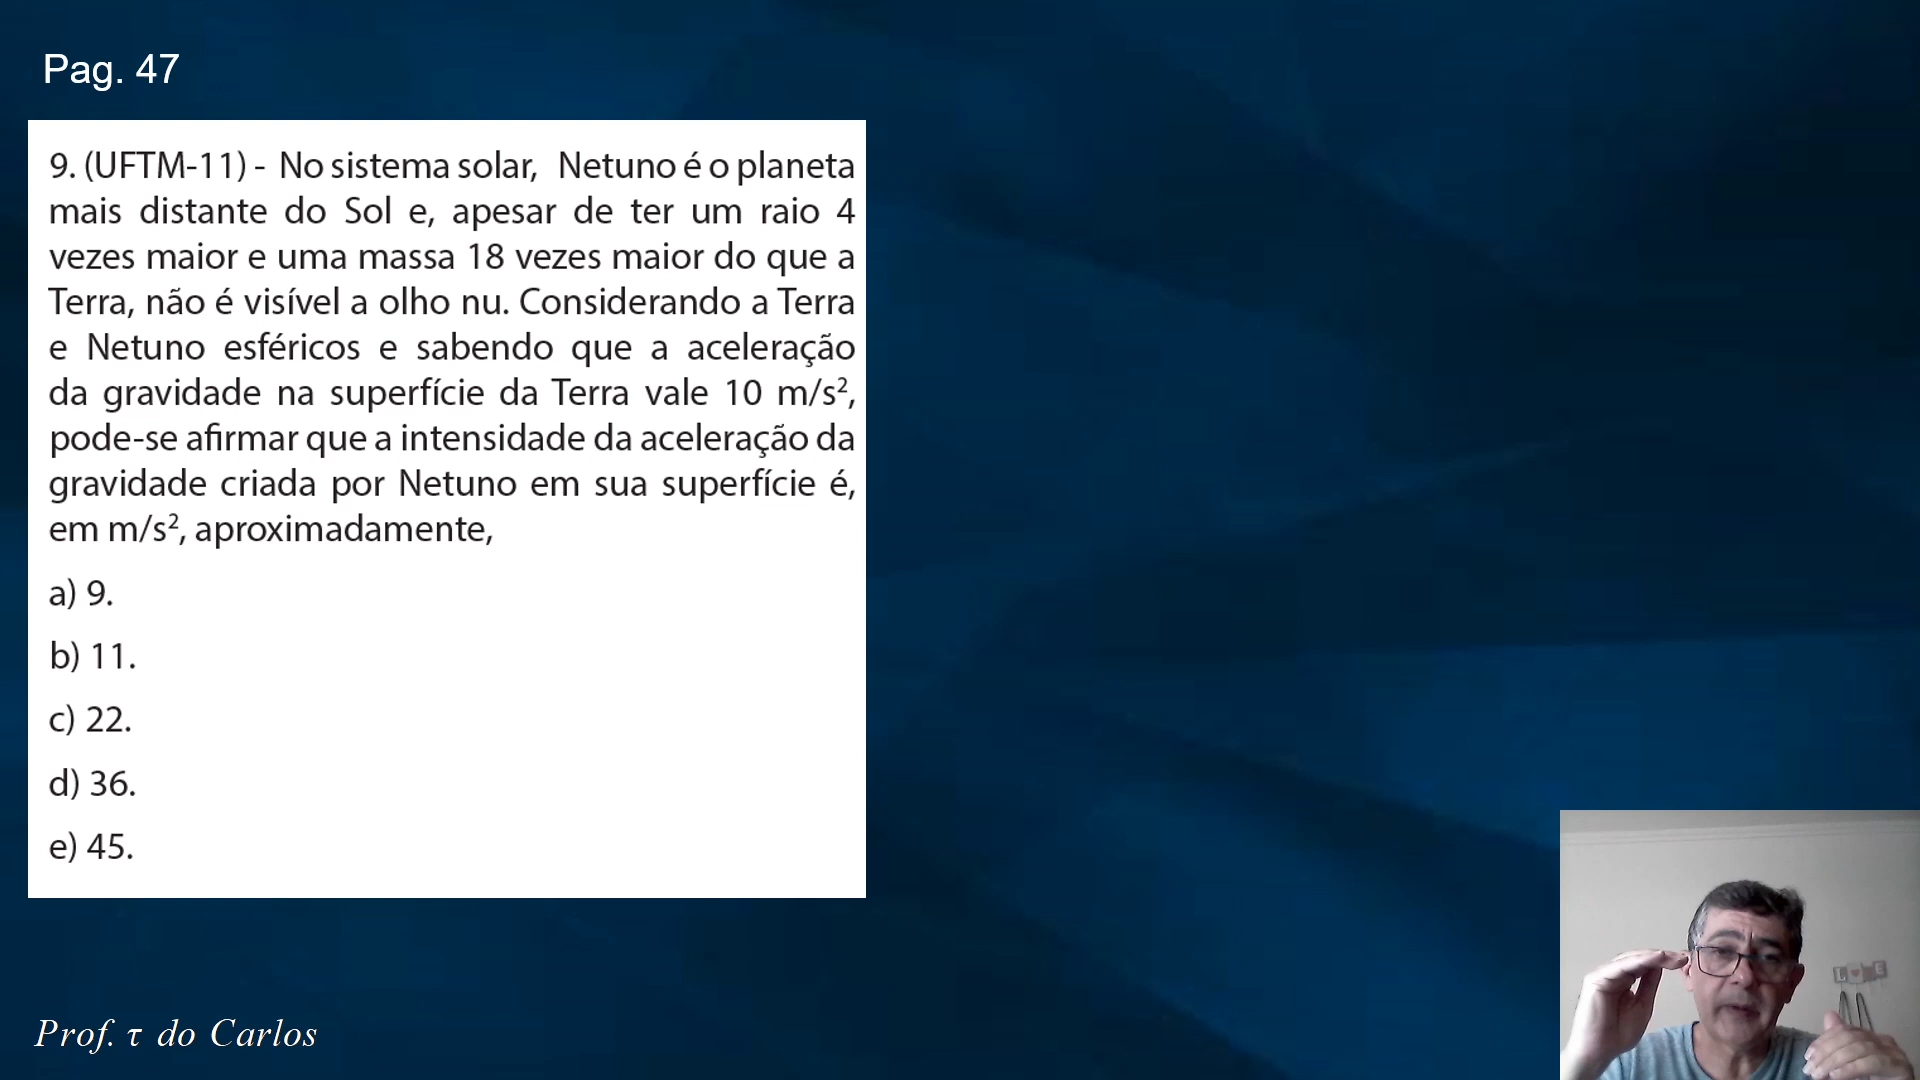 Pag. 47
9. (UFTM-11) - No sistema solar, Netuno é o planeta
mais distante do Sol e, apesar de ter um raio 4
vezes maior e uma massa 18 vezes maior do que a
Terra, não é visível a olho nu. Considerando a Terra
e Netuno esféricos e sabendo que a aceleração
da gravidade na superfície da Terra vale 10 m/s²,
pode-se afirmar que a intensidade da aceleração da
gravidade criada por Netuno em sua superfície é,
em m/s², aproximadamente,
a) 9.
b) 11.
c) 22.
d) 36.
e) 45.
Prof. τ do Carlos